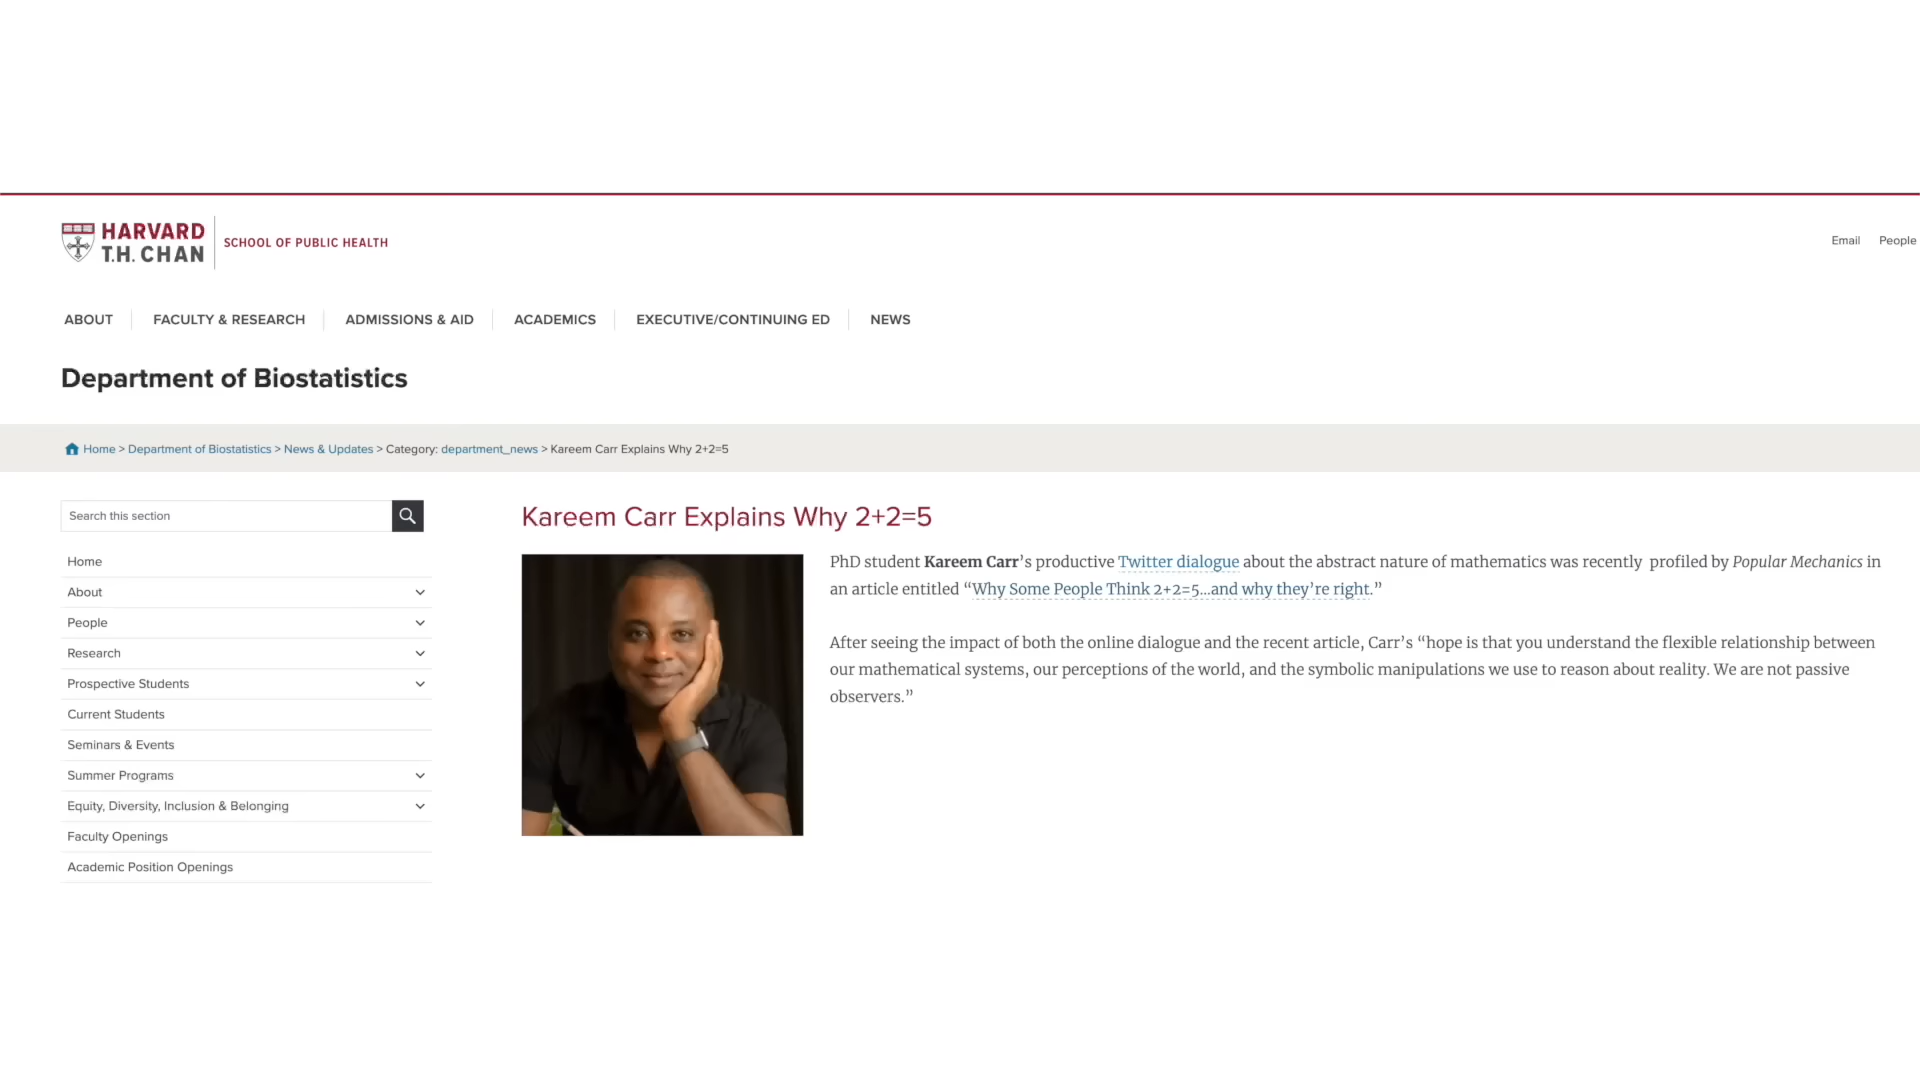 HARVARD
T.H. CHAN
SCHOOL OF PUBLIC HEALTH
Email People
ABOUT FACULTY & RESEARCH ADMISSIONS & AID ACADEMICS EXECUTIVE/CONTINUING ED NEWS
Department of Biostatistics
Home > Department of Biostatistics > News & Updates > Category: department_news > Kareem Carr Explains Why 2+2=5
Search this section
Home
About
People
Research
Prospective Students
Current Students
Seminars & Events
Summer Programs
Equity, Diversity, Inclusion & Belonging
Faculty Openings
Academic Position Openings
Kareem Carr Explains Why 2+2=5
PhD student Kareem Carr’s productive Twitter dialogue about the abstract nature of mathematics was recently profiled by Popular Mechanics in
an article entitled “Why Some People Think 2+2=5...and why they’re right.”
After seeing the impact of both the online dialogue and the recent article, Carr’s “hope is that you understand the flexible relationship between
our mathematical systems, our perceptions of the world, and the symbolic manipulations we use to reason about reality. We are not passive
observers.”